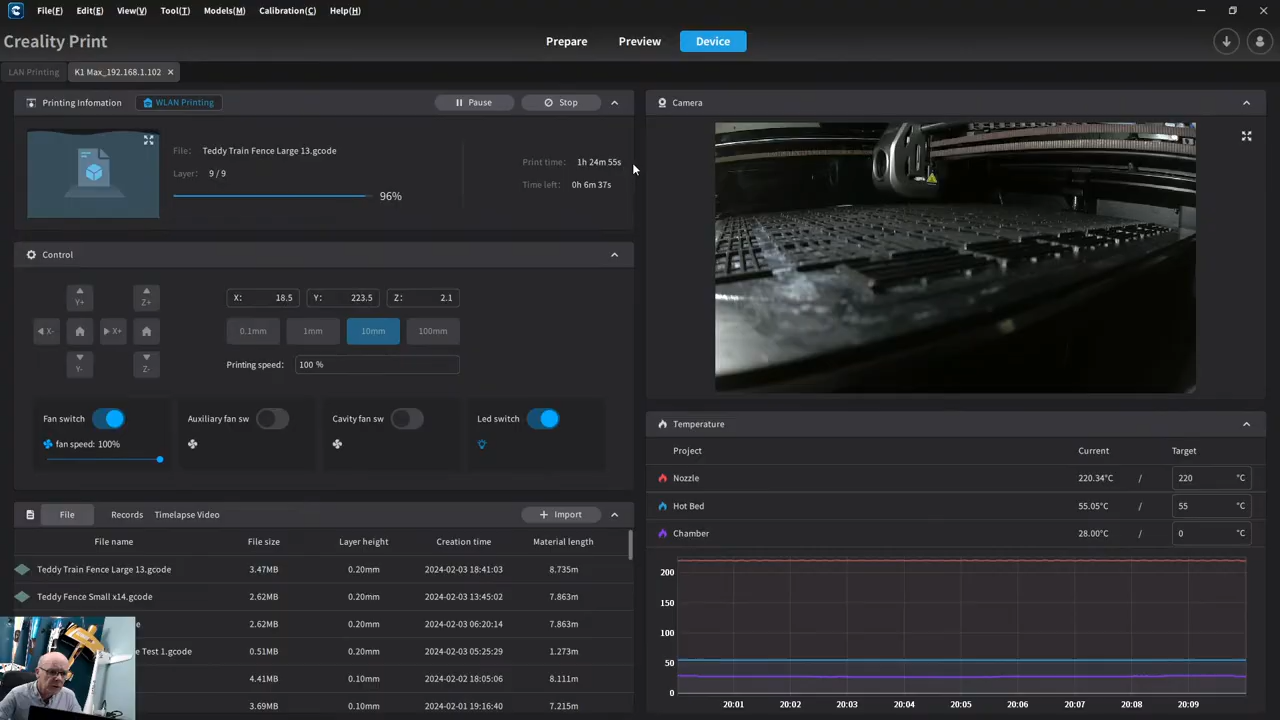 File(F) Edit(E) View(V) Tool(T) Models(M) Calibration(C) Help(H)
Creality Print
Prepare Preview Device
LAN Printing K1 Max_192.168.1.102
Printing Infomation WLAN Printing Pause Stop
File: Teddy Train Fence Large 13.gcode
Layer: 9 / 9
96%
Print time: 1h 24m 55s
Time left: 0h 6m 37s
Control
Y+ Z+
X- X+
Y- Z-
X: 18.5 Y: 223.5 Z: 2.1
0.1mm 1mm 10mm 100mm
Printing speed: 100 %
Fan switch Auxiliary fan sw Cavity fan sw Led switch
fan speed: 100%
File Records Timelapse Video Import
File name File size Layer height Creation time Material length
Teddy Train Fence Large 13.gcode 3.47MB 0.20mm 2024-02-03 18:41:03 8.735m
Teddy Fence Small x14.gcode 2.62MB 0.20mm 2024-02-03 13:45:02 7.863m
e 2.62MB 0.20mm 2024-02-03 06:20:14 7.863m
e Test 1.gcode 0.51MB 0.20mm 2024-02-03 05:25:29 1.273m
4.41MB 0.10mm 2024-02-02 18:05:06 8.111m
3.69MB 0.10mm 2024-02-01 19:16:40 7.215m
Camera
Temperature
Project Current Target
Nozzle 220.34°C / 220 °C
Hot Bed 55.05°C / 55 °C
Chamber 28.00°C / 0 °C
200
150
100
50
0
20:01 20:02 20:03 20:04 20:05 20:06 20:07 20:08 20:09